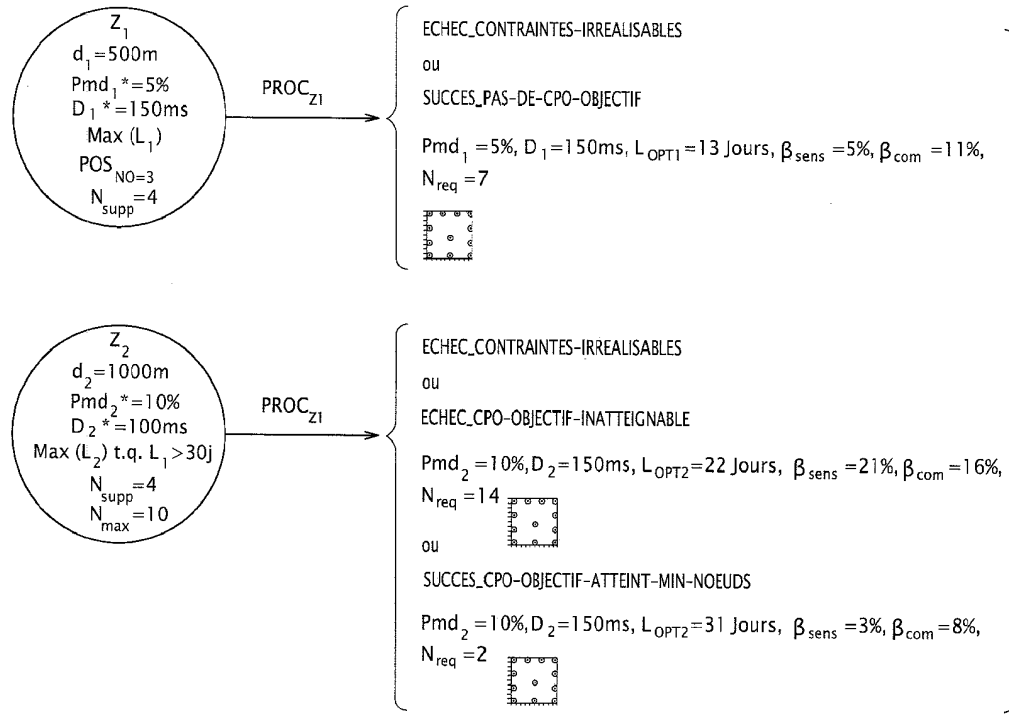 Z1
d1=500m
Pmd1*=5%
D1*=150ms
Max (L1)
POS NO=3
Nsupp=4
PROCZ1
ECHEC_CONTRAINTES-IRREALISABLES
ou
SUCCES_PAS-DE-CPO-OBJECTIF
Pmd1=5%, D1=150ms, LOPT1=13 Jours, βsens=5%, βcom=11%,
Nreq=7
Z2
d2=1000m
Pmd2*=10%
D2*=100ms
Max (L2) t.q. L1>30j
Nsupp=4
Nmax=10
PROCZ1
ECHEC_CONTRAINTES-IRREALISABLES
ou
ECHEC_CPO-OBJECTIF-INATTEIGNABLE
Pmd2=10%, D2=150ms, LOPT2=22 Jours, βsens=21%, βcom=16%,
Nreq=14
ou
SUCCES_CPO-OBJECTIF-ATTEINT-MIN-NOEUDS
Pmd2=10%, D2=150ms, LOPT2=31 Jours, βsens=3%, βcom=8%,
Nreq=2